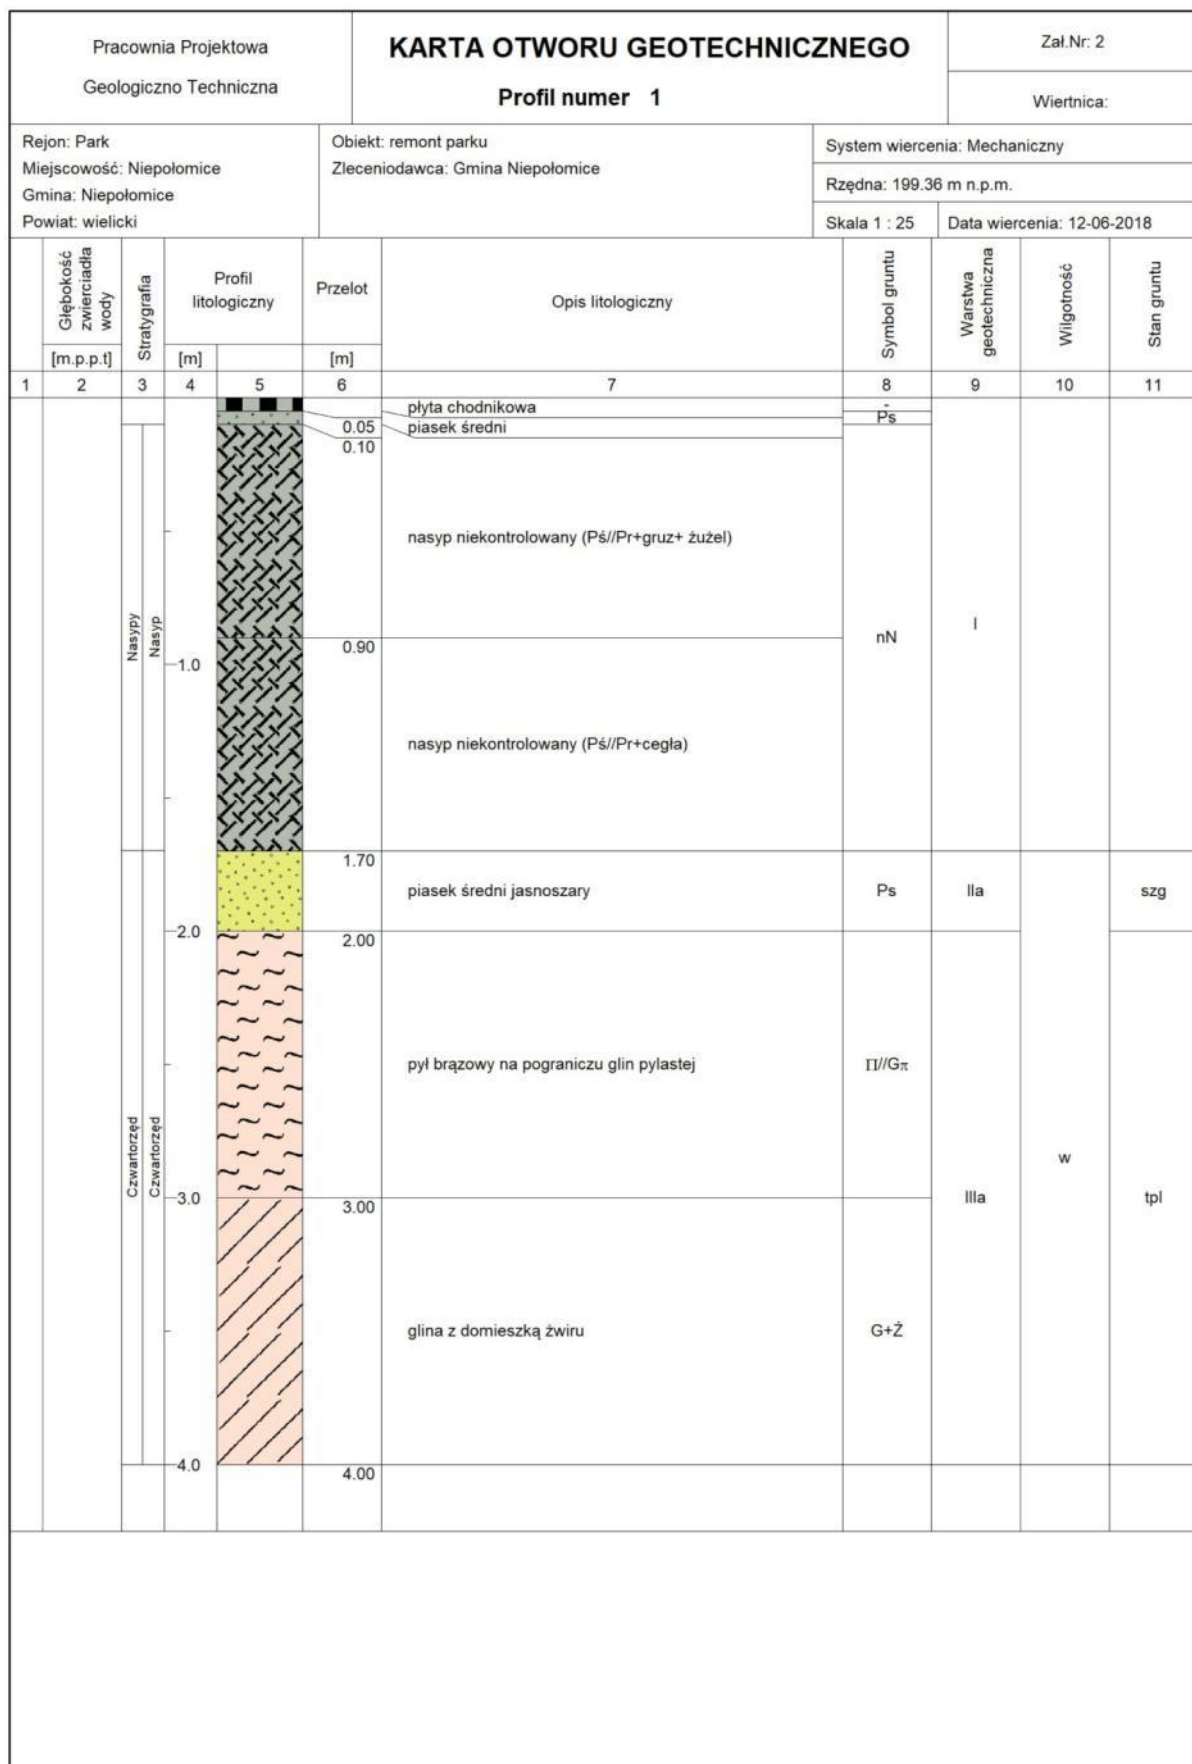 Pracownia Projektowa
Geologiczno Techniczna
KARTA OTWORU GEOTECHNICZNEGO
Profil numer 1
Zał.Nr: 2
Wiertnica:
Rejon: Park
Miejscowość: Niepołomice
Gmina: Niepołomice
Powiat: wielicki
Obiekt: remont parku
Zleceniodawca: Gmina Niepołomice
System wiercenia: Mechaniczny
Rzędna: 199.36 m n.p.m.
Skala 1 : 25
Data wiercenia: 12-06-2018
Głębokość
zwierciadła
wody
[m.p.p.t]
Stratygrafia
Profil
litologiczny
[m]
Przelot
[m]
Opis litologiczny
Symbol gruntu
Warstwa
geotechniczna
Wilgotność
Stan gruntu
1 2 3 4 5 6 7 8 9 10 11
płyta chodnikowa
-
0.05
piasek średni
Ps
0.10
nasyp niekontrolowany (Pś//Pr+gruz+ żużel)
Nasypy
Nasyp
nN
I
0.90
1.0
nasyp niekontrolowany (Pś//Pr+cegła)
1.70
piasek średni jasnoszary
Ps
IIa
szg
2.0
2.00
pył brązowy na pograniczu glin pylastej
Π//Gπ
Czwartorzęd
Czwartorzęd
w
3.0
3.00
IIIa
tpl
glina z domieszką żwiru
G+Ż
4.0
4.00